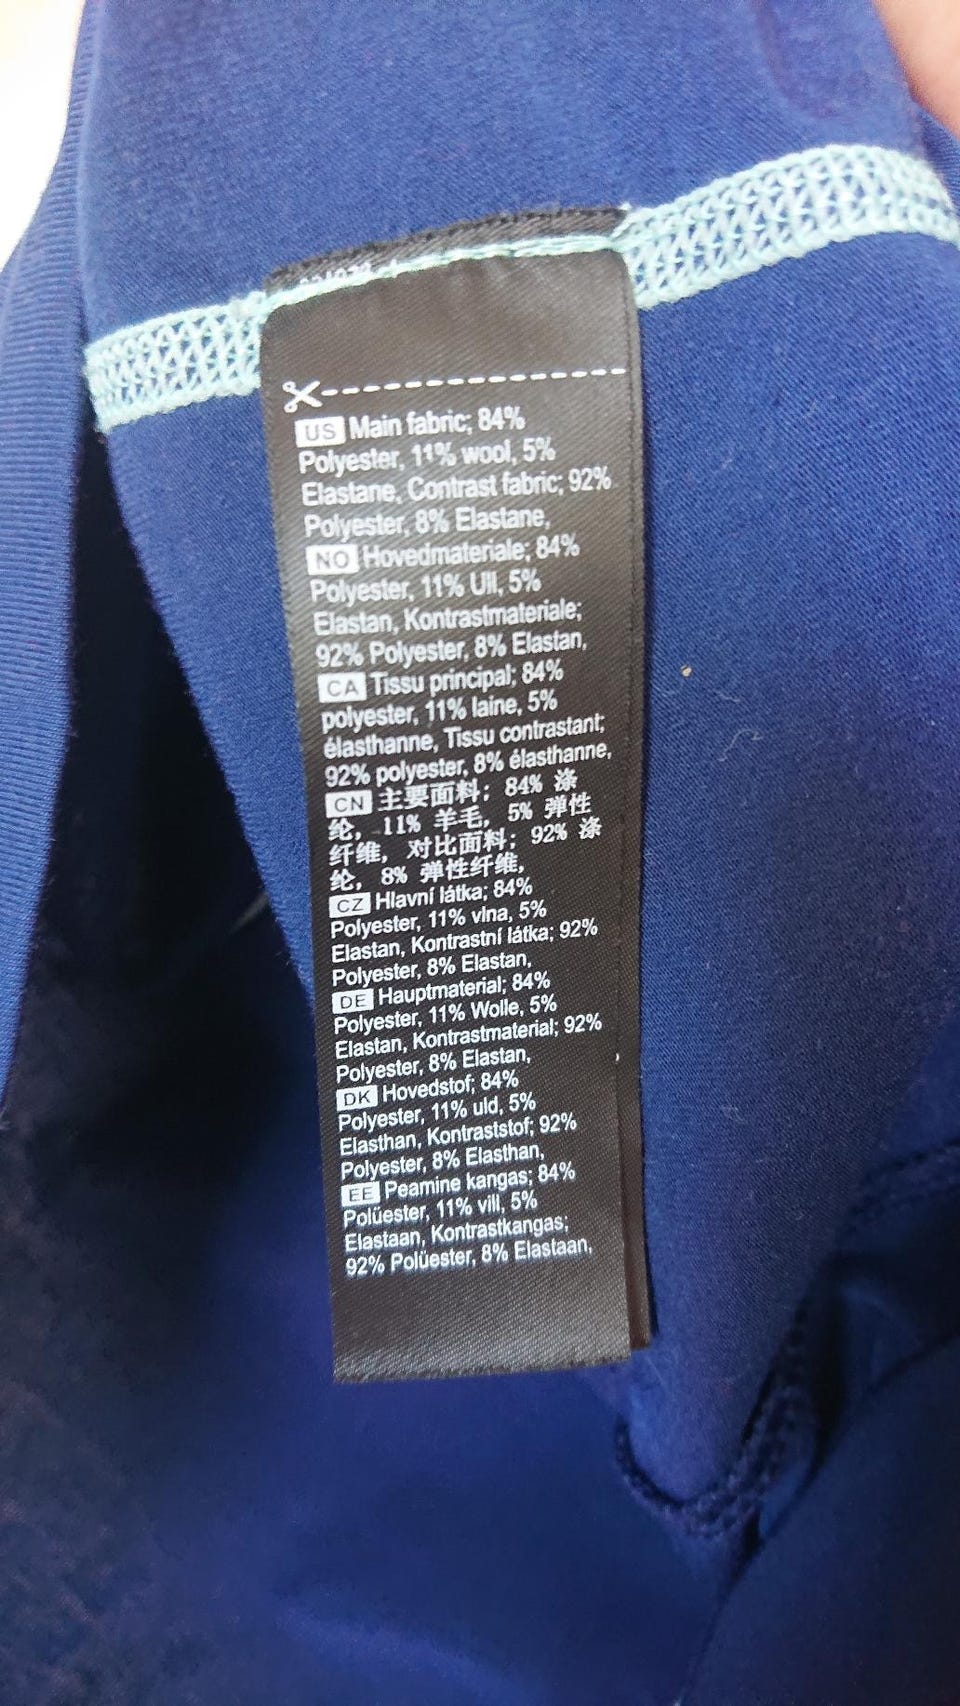 US Main fabric; 84%
Polyester, 11% wool, 5%
Elastane, Contrast fabric; 92%
Polyester, 8% Elastane,
NO Hovedmateriale; 84%
Polyester, 11% Ull, 5%
Elastan, Kontrastmateriale;
92% Polyester, 8% Elastan,
CA Tissu principal; 84%
polyester, 11% laine, 5%
élasthanne, Tissu contrastant;
92% polyester, 8% élasthanne,
CN 主要面料; 84% 涤
纶, 11% 羊毛, 5% 弹性
纤维, 对比面料; 92% 涤
纶, 8% 弹性纤维,
CZ Hlavní látka; 84%
Polyester, 11% vlna, 5%
Elastan, Kontrastní látka; 92%
Polyester, 8% Elastan,
DE Hauptmaterial; 84%
Polyester, 11% Wolle, 5%
Elastan, Kontrastmaterial; 92%
Polyester, 8% Elastan,
DK Hovedstof; 84%
Polyester, 11% uld, 5%
Elasthan, Kontraststof; 92%
Polyester, 8% Elasthan,
EE Peamine kangas; 84%
Polüester, 11% vill, 5%
Elastaan, Kontrastkangas;
92% Polüester, 8% Elastaan,